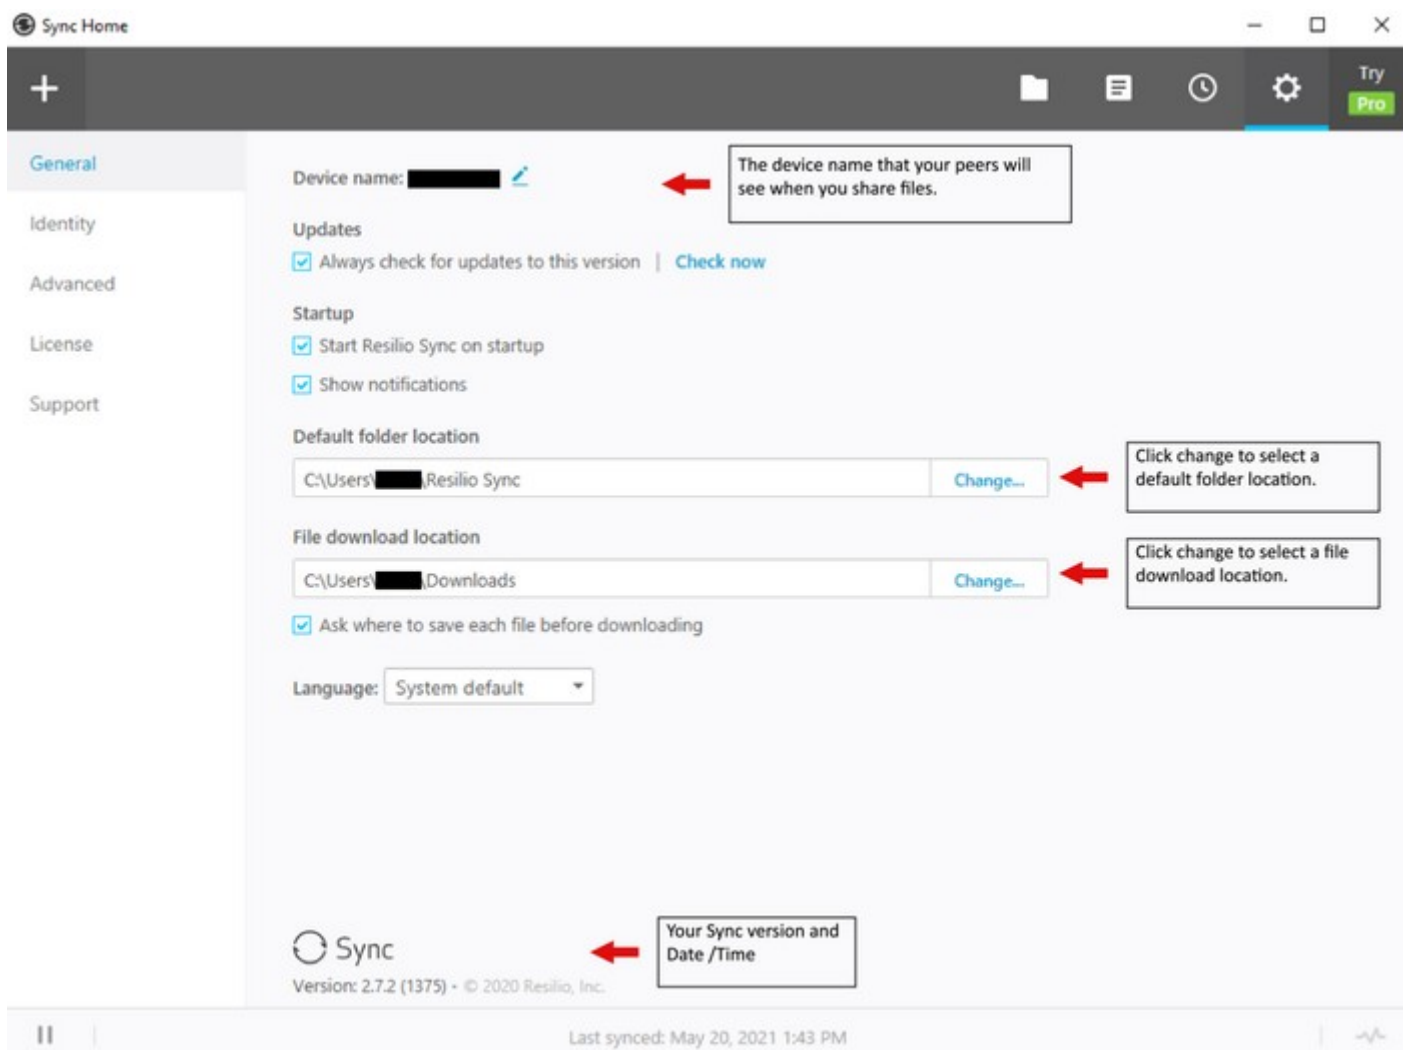 Sync Home
Try
Pro
General
Identity
Advanced
License
Support
Device name:
The device name that your peers will
see when you share files.
Updates
Always check for updates to this version | Check now
Startup
Start Resilio Sync on startup
Show notifications
Default folder location
C:\Users\ \Resilio Sync
Change...
Click change to select a
default folder location.
File download location
C:\Users\ \Downloads
Change...
Click change to select a file
download location.
Ask where to save each file before downloading
Language: System default
Sync
Your Sync version and
Date /Time
Version: 2.7.2 (1375) • © 2020 Resilio, Inc.
Last synced: May 20, 2021 1:43 PM